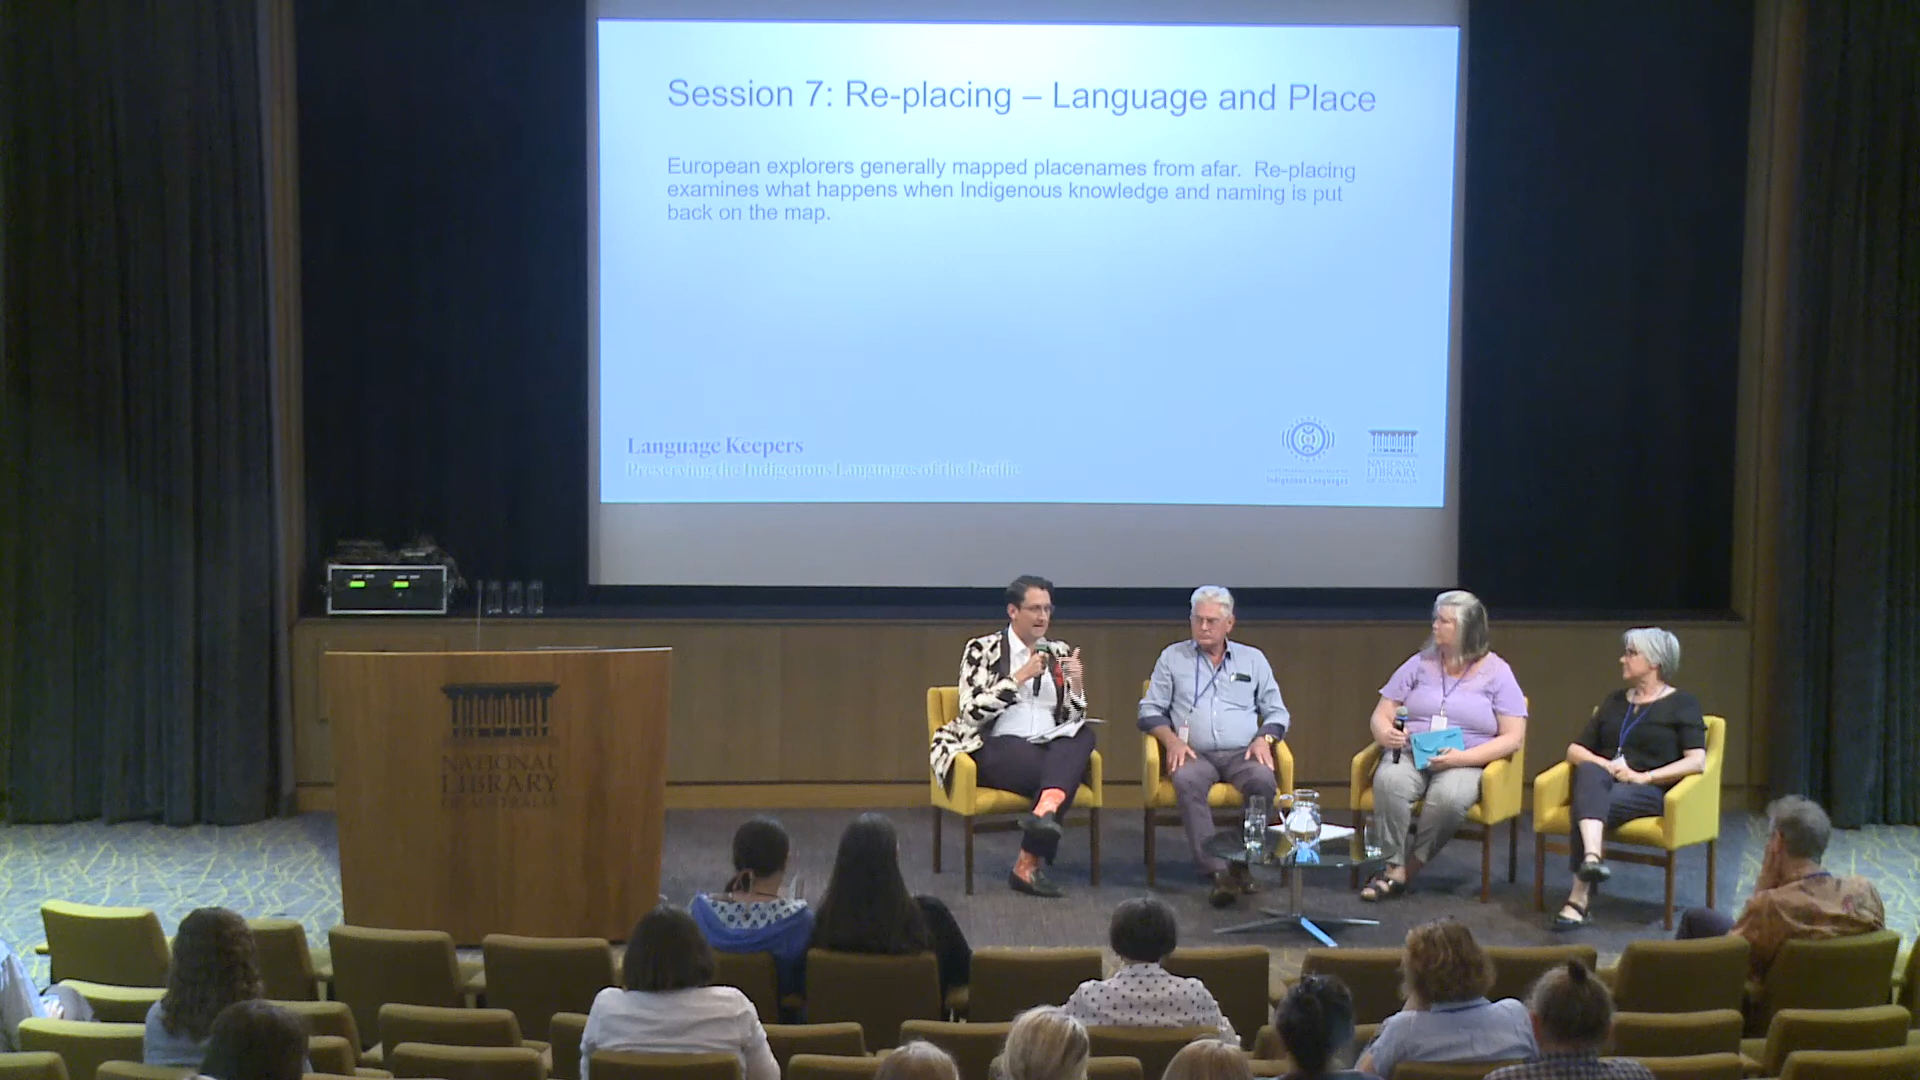 Session 7: Re-placing – Language and Place
European explorers generally mapped placenames from afar.  Re-placing
examines what happens when Indigenous knowledge and naming is put
back on the map.
Language Keepers
Preserving the Indigenous Languages of the Pacific
Indigenous Languages
NATIONAL
LIBRARY
OF AUSTRALIA
NATIONAL
LIBRARY
OF AUSTRALIA